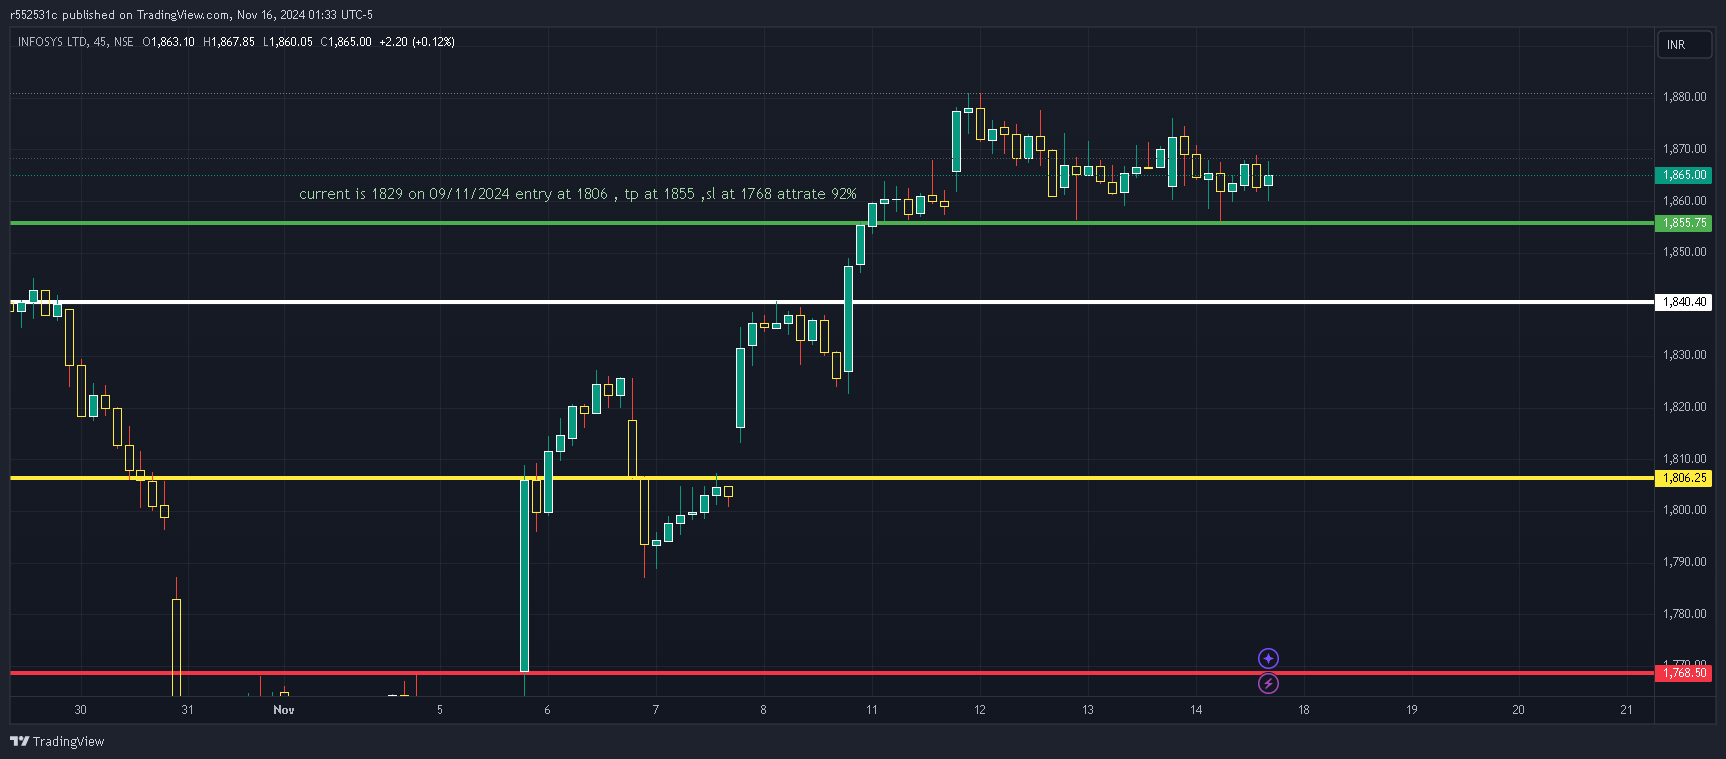 r552531c published on TradingView.com, Nov 16, 2024 01:33 UTC-5
INFOSYS LTD, 45, NSE O1,863.10 H1,867.85 L1,860.05 C1,865.00 +2.20 (+0.12%)
INR
1,880.00
1,870.00
1,865.00
current is 1829 on 09/11/2024 entry at 1806 , tp at 1855 ,sl at 1768 attrate 92%
1,860.00
1,855.75
1,850.00
1,840.40
1,830.00
1,820.00
1,810.00
1,806.25
1,800.00
1,790.00
1,780.00
1,770.00
1,768.50
30 31 Nov 5 6 7 8 11 12 13 14 18 19 20 21
TradingView